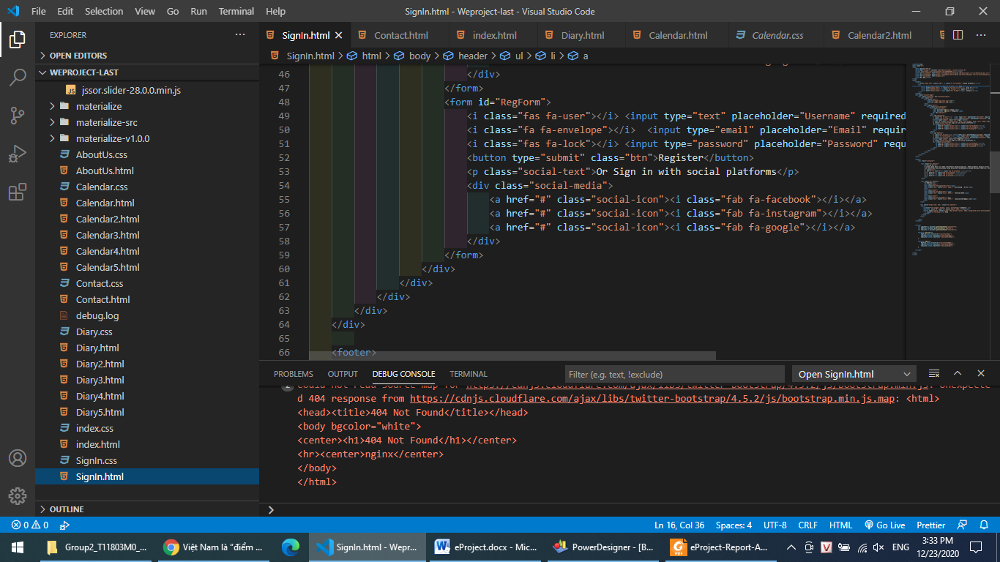 File Edit Selection View Go Run Terminal Help
SignIn.html - Weproject-last - Visual Studio Code
EXPLORER
OPEN EDITORS
WEPROJECT-LAST
jssor.slider-28.0.0.min.js
materialize
materialize-src
materialize-v1.0.0
AboutUs.css
AboutUs.html
Calendar.css
Calendar.html
Calendar2.html
Calendar3.html
Calendar4.html
Calendar5.html
Contact.css
Contact.html
debug.log
Diary.css
Diary.html
Diary2.html
Diary3.html
Diary4.html
Diary5.html
index.css
index.html
SignIn.css
SignIn.html
OUTLINE
SignIn.html Contact.html index.html Diary.html Calendar.html Calendar.css Calendar2.html
SignIn.html > html > body > header > ul > li > a
46 </div>
47 </form>
48 <form id="RegForm">
49 <i class="fas fa-user"></i> <input type="text" placeholder="Username" required
50 <i class="fa fa-envelope"></i>  <input type="email" placeholder="Email" requir
51 <i class="fas fa-lock"></i> <input type="password" placeholder="Password" requ
52 <button type="submit" class="btn">Register</button>
53 <p class="social-text">Or Sign in with social platforms</p>
54 <div class="social-media">
55 <a href="#" class="social-icon"><i class="fab fa-facebook"></i></a>
56 <a href="#" class="social-icon"><i class="fab fa-instagram"></i></a>
57 <a href="#" class="social-icon"><i class="fab fa-google"></i></a>
58 </div>
59 </form>
60 </div>
61 </div>
62 </div>
63 </div>
64 </div>
65
66 <footer>
PROBLEMS OUTPUT DEBUG CONSOLE TERMINAL
Filter (e.g. text, !exclude)
Open SignIn.html
2 Could not read source map for https://cdnjs.cloudflare.com/ajax/libs/twitter-bootstrap/4.5.2/js/bootstrap.min.js: Unexpecte
d 404 response from https://cdnjs.cloudflare.com/ajax/libs/twitter-bootstrap/4.5.2/js/bootstrap.min.js.map: <html>
<head><title>404 Not Found</title></head>
<body bgcolor="white">
<center><h1>404 Not Found</h1></center>
<hr><center>nginx</center>
</body>
</html>
0 0
Ln 16, Col 36 Spaces: 4 UTF-8 CRLF HTML Go Live Prettier
Group2_T11803M0_... Việt Nam là “điểm ... SignIn.html - Wepr... eProject.docx - Mic... PowerDesigner - [B... eProject-Report-A... ENG
3:33 PM
12/23/2020